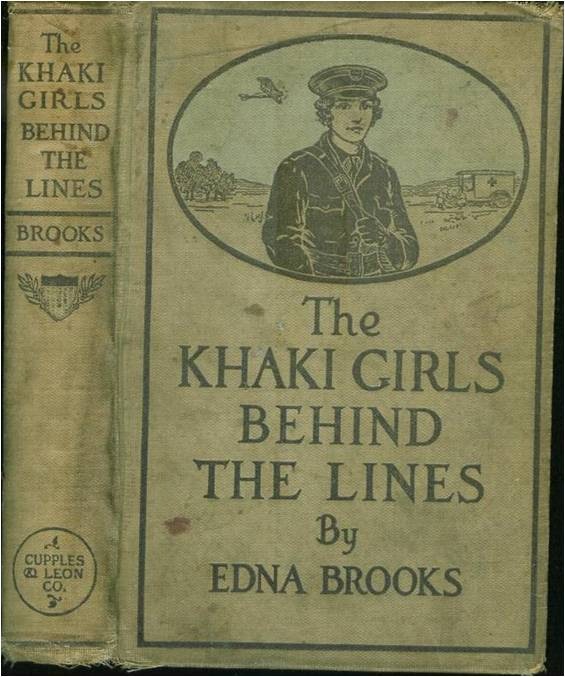 The
KHAKI
GIRLS
BEHIND
THE
LINES
BROOKS
CUPPLES
& LEON
CO.
The
KHAKI GIRLS
BEHIND
THE LINES
By
EDNA BROOKS